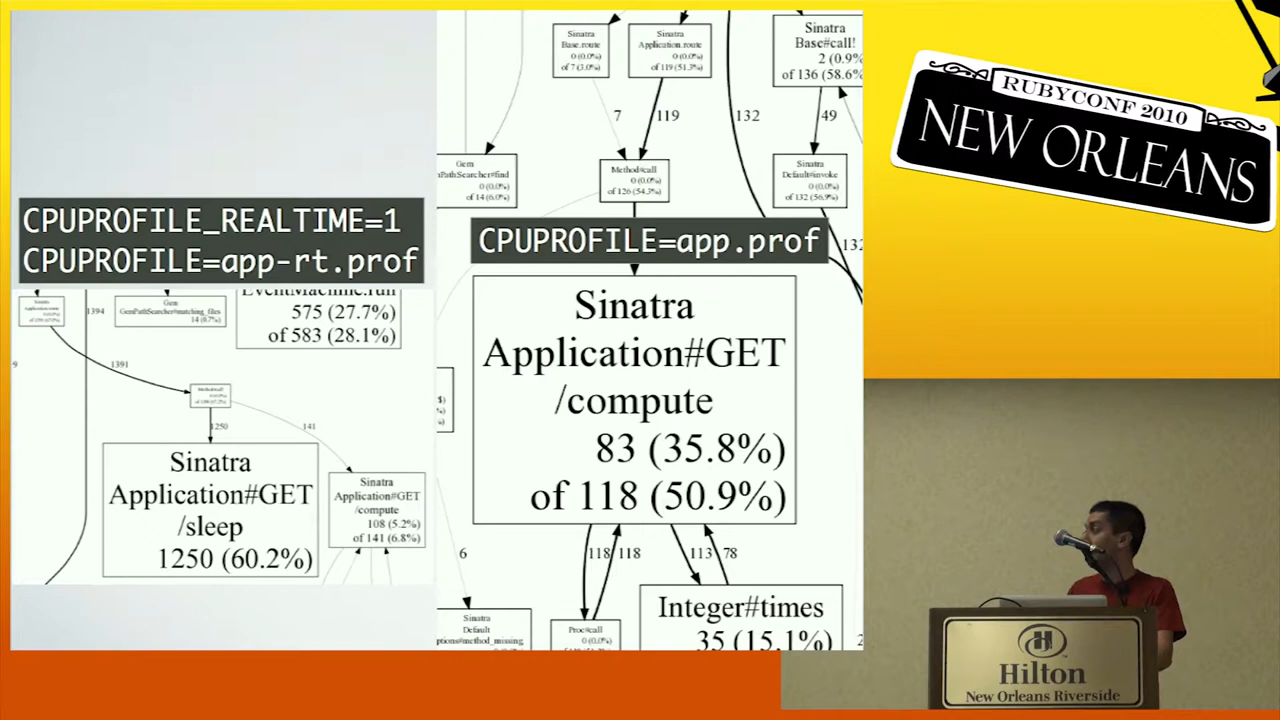 CPUPROFILE_REALTIME=1
CPUPROFILE=app-rt.prof
1394
Gem
GemPathSearcher#matching_files
14 (0.7%)
EventMachine.run
575 (27.7%)
of 583 (28.1%)
9
1391
Method#call
1250
141
Sinatra
Application#GET
/sleep
1250 (60.2%)
Sinatra
Application#GET
/compute
108 (5.2%)
of 141 (6.8%)
Sinatra
Base.route
0 (0.0%)
of 7 (3.0%)
Sinatra
Application.route
0 (0.0%)
of 119 (51.3%)
Sinatra
Base#call!
2 (0.9%
of 136 (58.6%
7
119
132
49
Gem
mPathSearcher#find
0 (0.0%)
of 14 (6.0%)
Method#call
0 (0.0%)
of 126 (54.3%)
Sinatra
Default#invoke
0 (0.0%)
of 132 (56.9%)
CPUPROFILE=app.prof
132
Sinatra
Application#GET
/compute
83 (35.8%)
of 118 (50.9%)
118
118
113
78
6
Sinatra
Default
ptions#method_missing
Proc#call
0 (0.0%)
Integer#times
35 (15.1%)
2
RUBYCONF 2010
NEW ORLEANS
Hilton
New Orleans Riverside